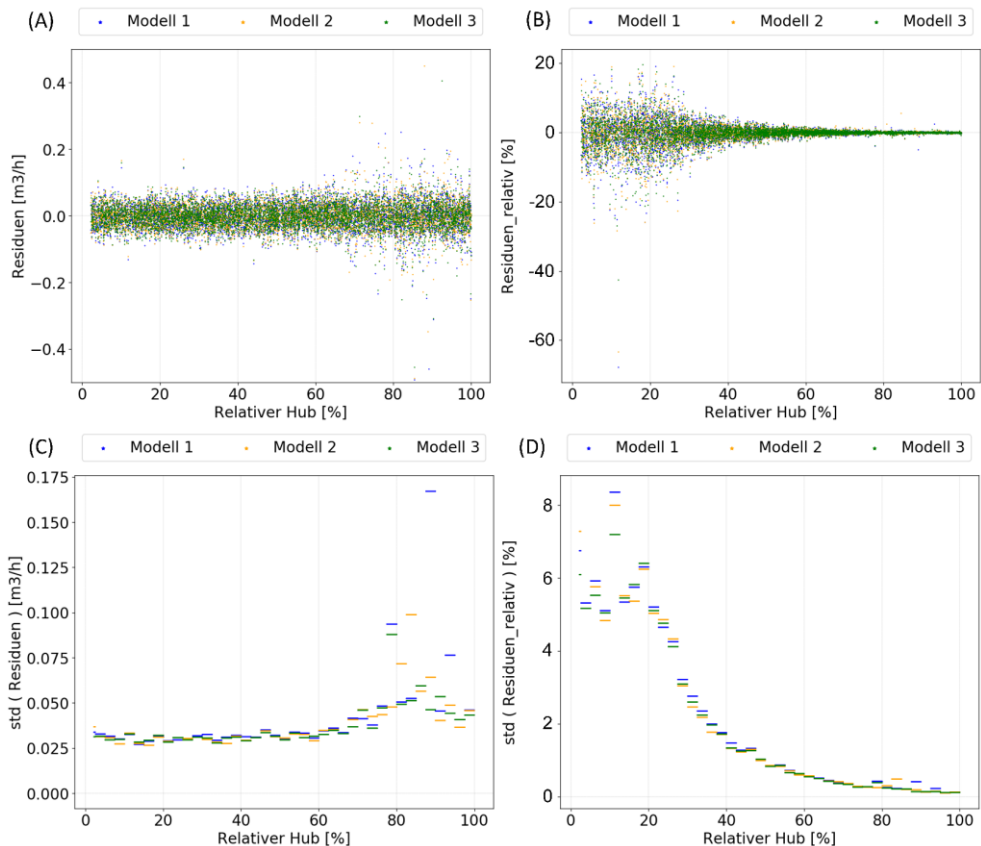 (A)
Modell 1 Modell 2 Modell 3
Residuen [m3/h]
0.4
0.2
0.0
−0.2
−0.4
0 20 40 60 80 100
Relativer Hub [%]
(B)
Modell 1 Modell 2 Modell 3
Residuen_relativ [%]
20
0
-20
-40
-60
0 20 40 60 80 100
Relativer Hub [%]
(C)
Modell 1 Modell 2 Modell 3
std ( Residuen ) [m3/h]
0.175
0.150
0.125
0.100
0.075
0.050
0.025
0.000
0 20 40 60 80 100
Relativer Hub [%]
(D)
Modell 1 Modell 2 Modell 3
std ( Residuen_relativ ) [%]
8
6
4
2
0
0 20 40 60 80 100
Relativer Hub [%]